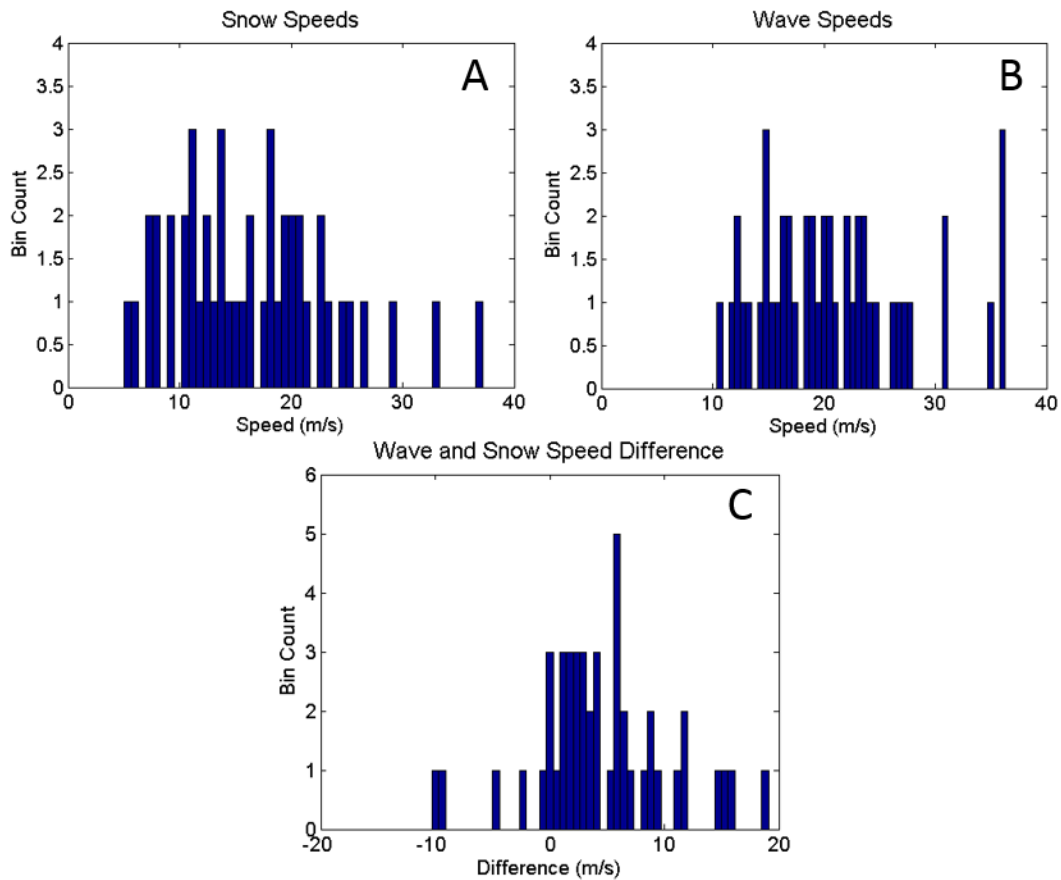 Snow Speeds
A
4
3.5
3
2.5
2
1.5
1
0.5
0
Bin Count
0 10 20 30 40
Speed (m/s)
Wave Speeds
B
4
3.5
3
2.5
2
1.5
1
0.5
0
Bin Count
0 10 20 30 40
Speed (m/s)
Wave and Snow Speed Difference
C
6
5
4
3
2
1
0
Bin Count
-20 -10 0 10 20
Difference (m/s)